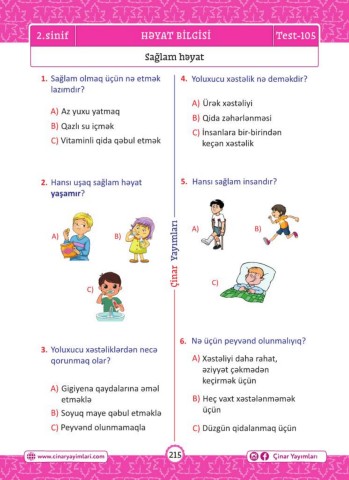 2.sinif
HƏYAT BİLGİSİ
Test-105
Sağlam həyat
1. Sağlam olmaq üçün nə etmək
lazımdır?
A) Az yuxu yatmaq
B) Qazlı su içmək
C) Vitaminli qida qəbul etmək
2. Hansı uşaq sağlam həyat
yaşamır?
A)
B)
C)
3. Yoluxucu xəstəliklərdən necə
qorunmaq olar?
A) Gigiyena qaydalarına əməl
etməklə
B) Soyuq maye qəbul etməklə
C) Peyvənd olunmamaqla
Çinar Yayımları
4. Yoluxucu xəstəlik nə deməkdir?
A) Ürək xəstəliyi
B) Qida zəhərlənməsi
C) İnsanlara bir-birindən
keçən xəstəlik
5. Hansı sağlam insandır?
A)
B)
C)
6. Nə üçün peyvənd olunmalıyıq?
A) Xəstəliyi daha rahat,
əziyyət çəkmədən
keçirmək üçün
B) Heç vaxt xəstələnməmək
üçün
C) Düzgün qidalanmaq üçün
www.cinaryayimlari.com
215
Çinar Yayımları